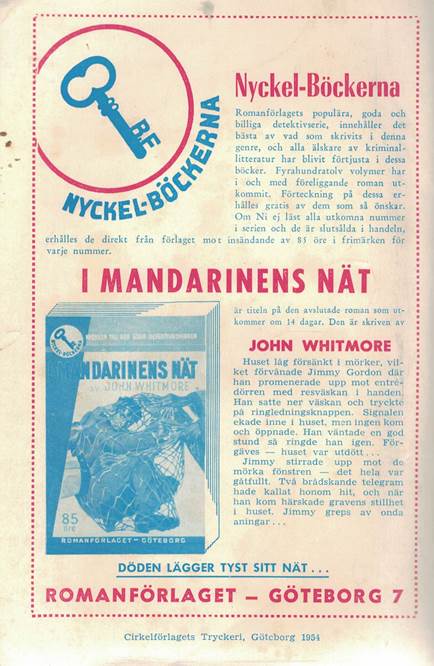 BE
NYCKEL-BÖCKERNA
Nyckel-Böckerna
Romanförlagets populära, goda och
billiga detektivserie, innehåller det
bästa av vad som skrivits i denna
genre, och alla älskare av kriminal-
litteratur har blivit förtjusta i dessa
böcker. Fyrahundratolv volymer har
i och med föreliggande roman ut-
kommit. Förteckning på dessa er-
hålles gratis av dem som så önskar.
Om Ni ej läst alla utkomna nummer
i serien och de är slutsålda i handeln,
erhålles de direkt från förlaget mot insändande av 85 öre i frimärken för
varje nummer.
I MANDARINENS NÄT
är titeln på den avslutade roman som ut-
kommer om 14 dagar. Den är skriven av
JOHN WHITMORE
Huset låg försänkt i mörker, vil-
ket förvånade Jimmy Gordon där
han promenerade upp mot entré-
dörren med resväskan i handen.
Han satte ner väskan och tryckte
på ringledningsknappen. Signalen
ekade inne i huset, men ingen kom
och öppnade. Han väntade en god
stund så ringde han igen. För-
gäves — huset var utdött . . .
Jimmy stirrade upp mot de
mörka fönstren — det hela var
gåtfullt. Två brådskande telegram
hade kallat honom hit, och när
han kom härskade gravens stillhet
i huset. Jimmy greps av onda
aningar . . .
NYCKEL-BÖCKERNA
NYCKELN TILL DEN GODA DETEKTIVROMANEN
I MANDARINENS NÄT
AV JOHN WHITMORE
85
öre
ROMANFÖRLAGET — GÖTEBORG
DÖDEN LÄGGER TYST SITT NÄT . . .
ROMANFÖRLAGET — GÖTEBORG 7
Cirkelförlagets Tryckeri, Göteborg 1954